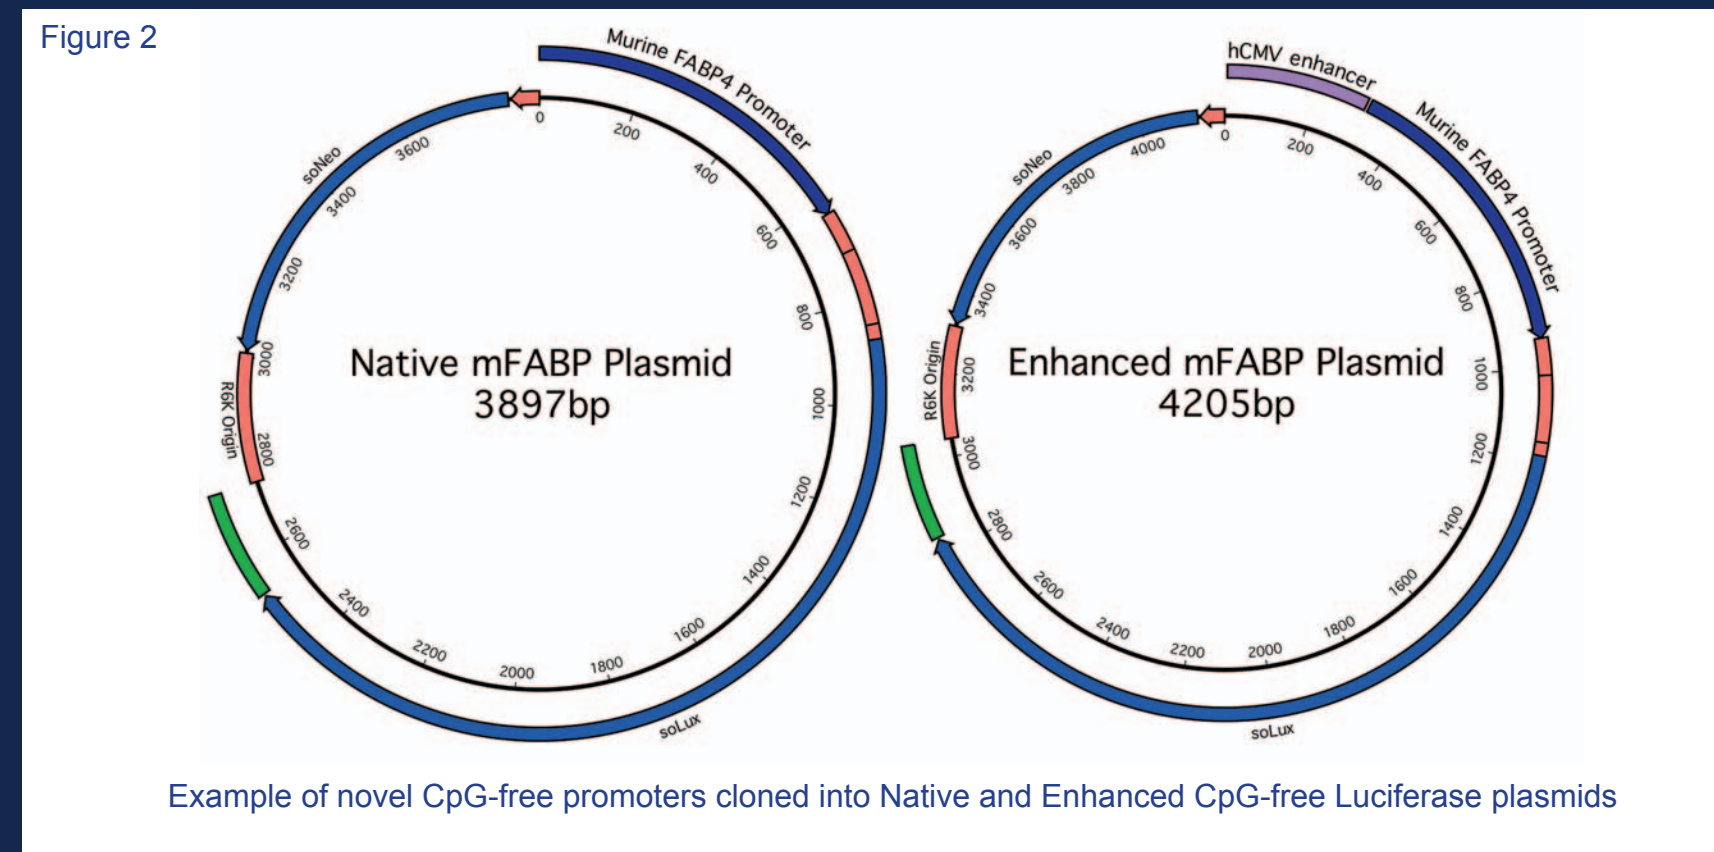 Figure 2
Murine FABP4 Promoter
0
200
400
600
800
1000
1200
1400
1600
1800
2000
2200
2400
2600
2800
3000
3200
3400
3600
soNeo
R6K Origin
soLux
Native mFABP Plasmid
3897bp
hCMV enhancer
Murine FABP4 Promoter
0
200
400
600
800
1000
1200
1400
1600
1800
2000
2200
2400
2600
2800
3000
3200
3400
3600
3800
4000
soNeo
R6K Origin
soLux
Enhanced mFABP Plasmid
4205bp
Example of novel CpG-free promoters cloned into Native and Enhanced CpG-free Luciferase plasmids